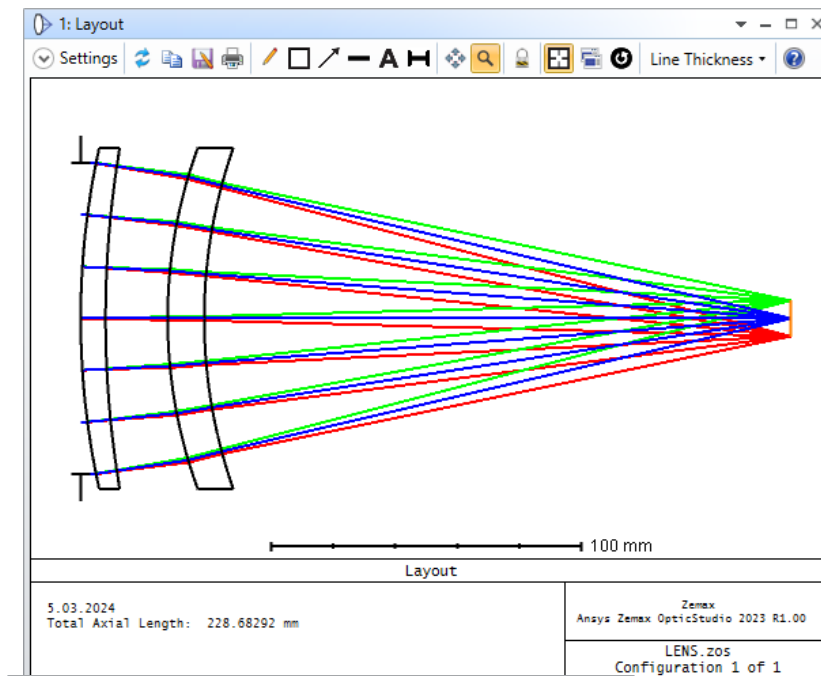 1: Layout
Settings
A
Line Thickness
100 mm
Layout
5.03.2024
Total Axial Length: 228.68292 mm
Zemax
Ansys Zemax OpticStudio 2023 R1.00
LENS.zos
Configuration 1 of 1